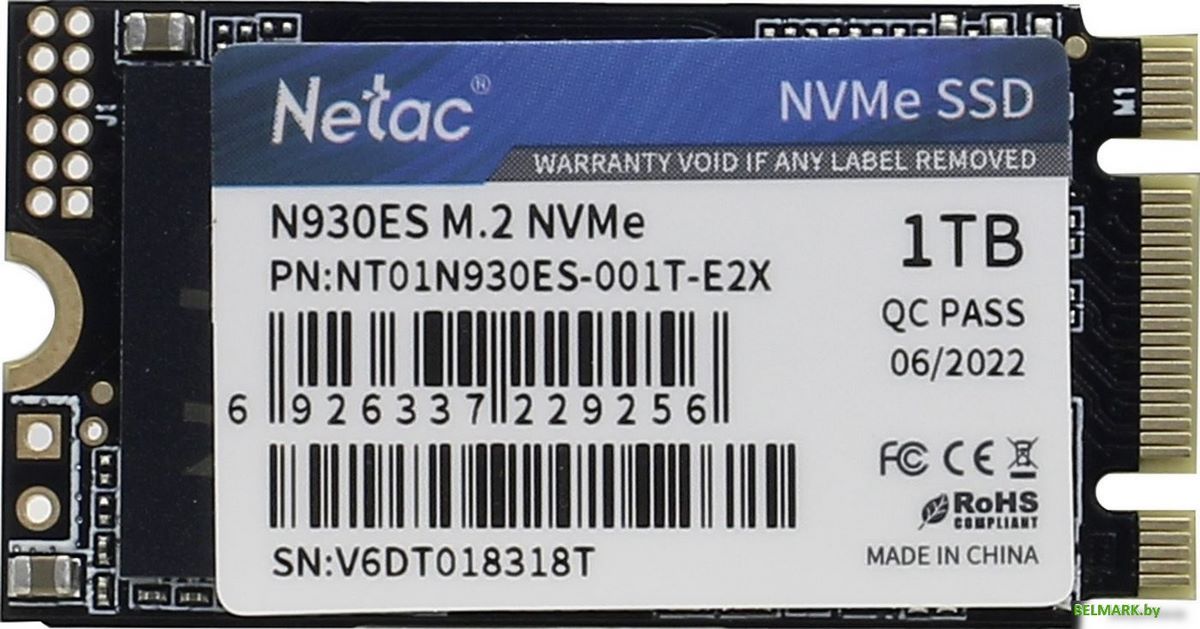 J1
M1
Netac®
NVMe SSD
WARRANTY VOID IF ANY LABEL REMOVED
N930ES M.2 NVMe
PN:NT01N930ES-001T-E2X
1TB
QC PASS
06/2022
6 926337 229256
FC CE
RoHS
COMPLIANT
SN:V6DT018318T
MADE IN CHINA
BELMARK.by